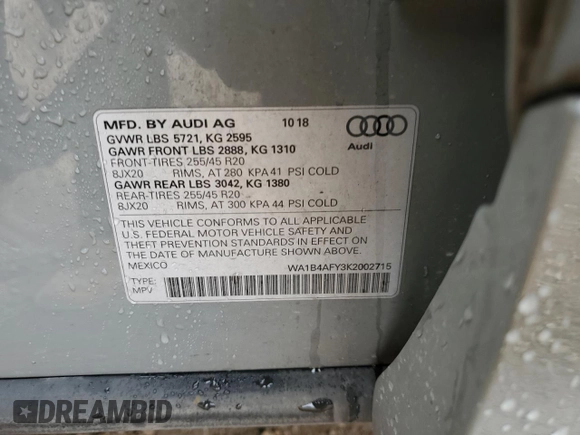 MFD. BY AUDI AG 10 18
GVWR LBS 5721, KG 2595
GAWR FRONT LBS 2888, KG 1310
FRONT-TIRES 255/45 R20
8JX20 RIMS, AT 280 KPA 41 PSI COLD
GAWR REAR LBS 3042, KG 1380
REAR-TIRES 255/45 R20
8JX20 RIMS, AT 300 KPA 44 PSI COLD
Audi
THIS VEHICLE CONFORMS TO ALL APPLICABLE
U.S. FEDERAL MOTOR VEHICLE SAFETY AND
THEFT PREVENTION STANDARDS IN EFFECT ON
THE DATE OF MANUFACTURE SHOWN ABOVE.
MEXICO WA1B4AFY3K2002715
TYPE:
MPV
DREAMBID